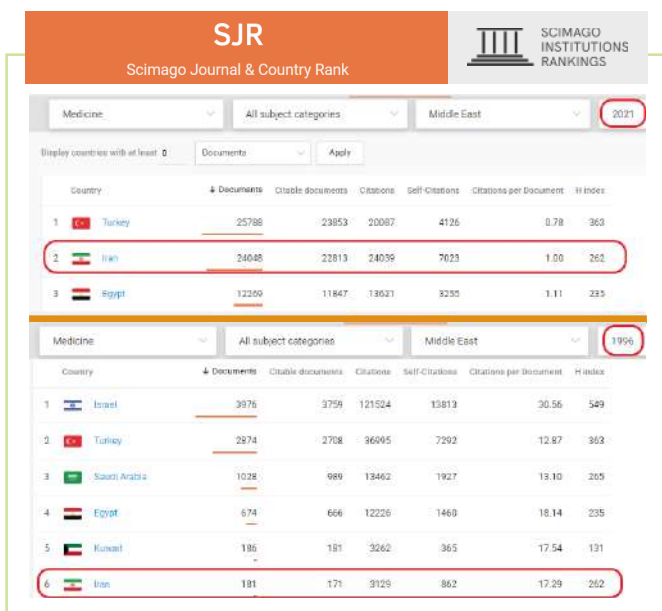 SJR
Scimago Journal & Country Rank
SCIMAGO
INSTITUTIONS
RANKINGS
Medicine All subject categories Middle East 2021
Display countries with at least 0 Documents Apply
Country ↓ Documents Citable documents Citations Self-Citations Citations per Document H index
1 Turkey 25788 23853 20087 4126 0.78 363
2 Iran 24048 22813 24039 7023 1.00 262
3 Egypt 12269 11847 13621 3255 1.11 235
Medicine All subject categories Middle East 1996
Country ↓ Documents Citable documents Citations Self-Citations Citations per Document H index
1 Israel 3976 3759 121524 13813 30.56 549
2 Turkey 2874 2708 36995 7292 12.87 363
3 Saudi Arabia 1028 989 13462 1927 13.10 265
4 Egypt 674 666 12226 1460 18.14 235
5 Kuwait 186 181 3262 365 17.54 131
6 Iran 181 171 3129 862 17.29 262